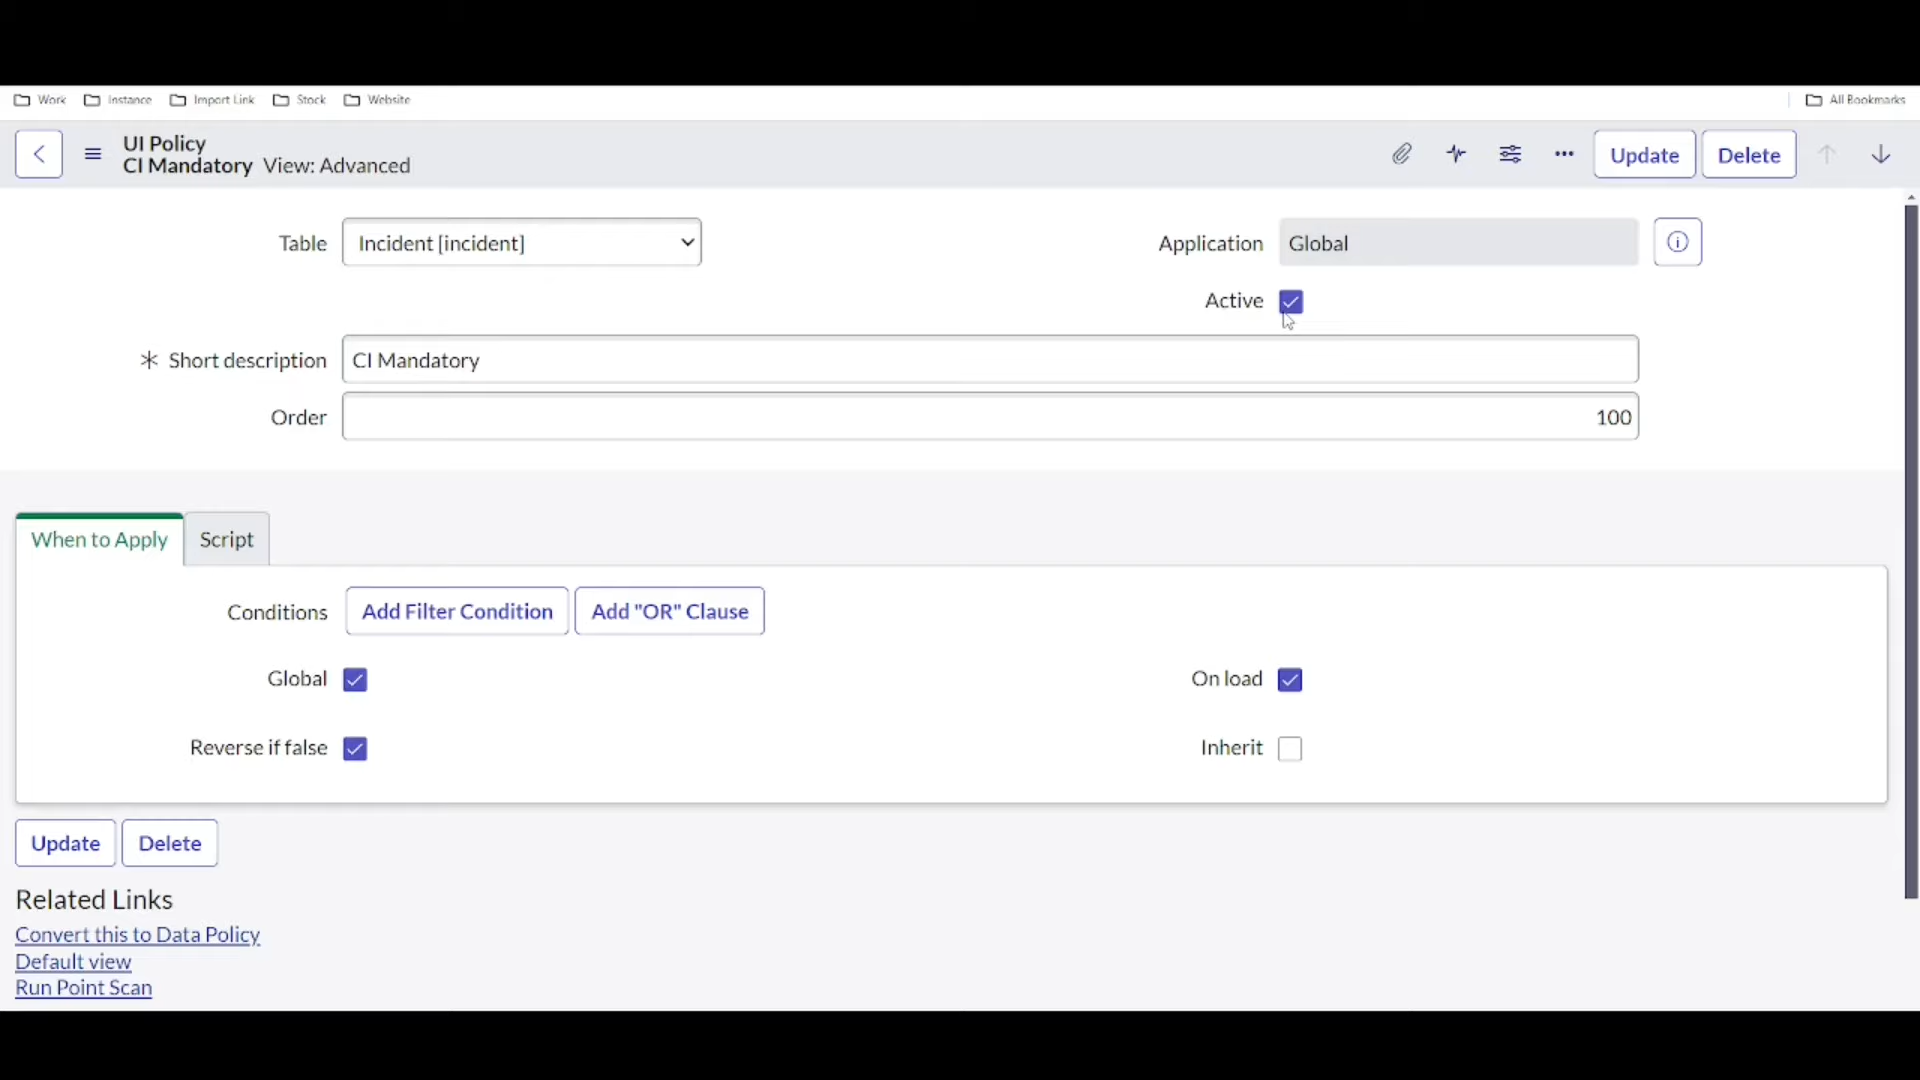 Work Instance Import Link Stock Website All Bookmarks
UI Policy
CI Mandatory View: Advanced
Update Delete
Table Incident [incident] Application Global
Active
* Short description CI Mandatory
Order 100
When to Apply Script
Conditions Add Filter Condition Add "OR" Clause
Global On load
Reverse if false Inherit
Update Delete
Related Links
Convert this to Data Policy
Default view
Run Point Scan